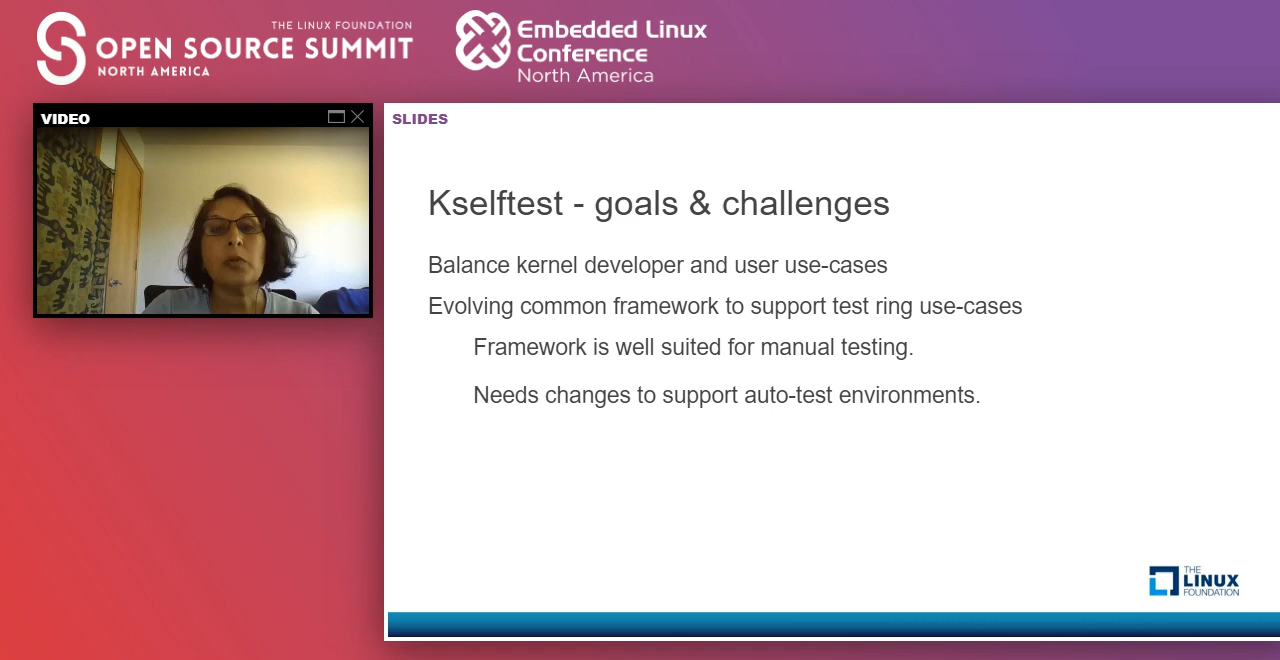 THE LINUX FOUNDATION
OPEN SOURCE SUMMIT
NORTH AMERICA
Embedded Linux
Conference
North America
VIDEO
SLIDES
Kselftest - goals & challenges
Balance kernel developer and user use-cases
Evolving common framework to support test ring use-cases
Framework is well suited for manual testing.
Needs changes to support auto-test environments.
THE
LINUX
FOUNDATION